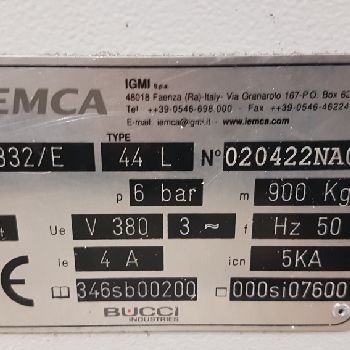 IGMI s.p.a.
IEMCA 48018 Faenza (Ra)-Italy- Via Granarolo 167-P.O. Box
Tel ++39-0546-698.000 - Fax ++39-0546-46224
E-mail: iemca@igmi.it - www.iemca.com
TYPE
332/E 44 L N° 020422NA
p 6 bar m 900 Kg
Ue V 380 3 ~ f Hz 50
CE Ie 4 A icn 5KA
346sb00200 000si07600
BUCCI
INDUSTRIES